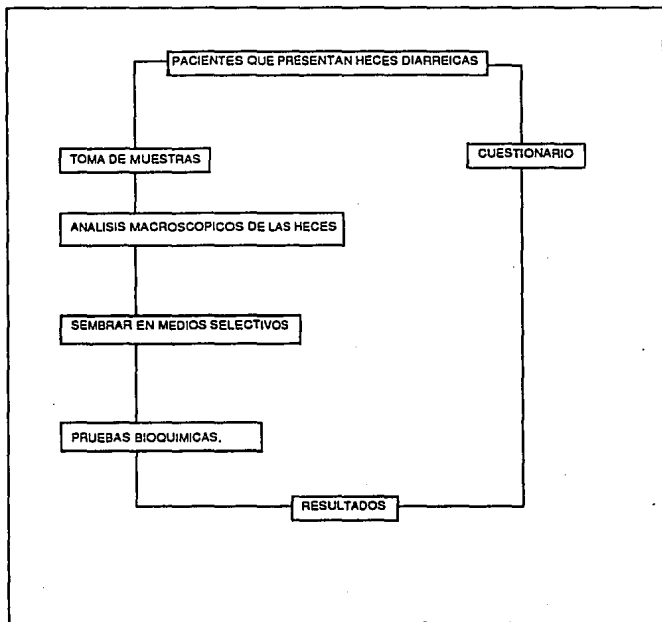 PACIENTES QUE PRESENTAN HECES DIARREICAS
TOMA DE MUESTRAS
CUESTIONARIO
ANALISIS MACROSCOPICOS DE LAS HECES
SEMBRAR EN MEDIOS SELECTIVOS
PRUEBAS BIOQUIMICAS.
RESULTADOS